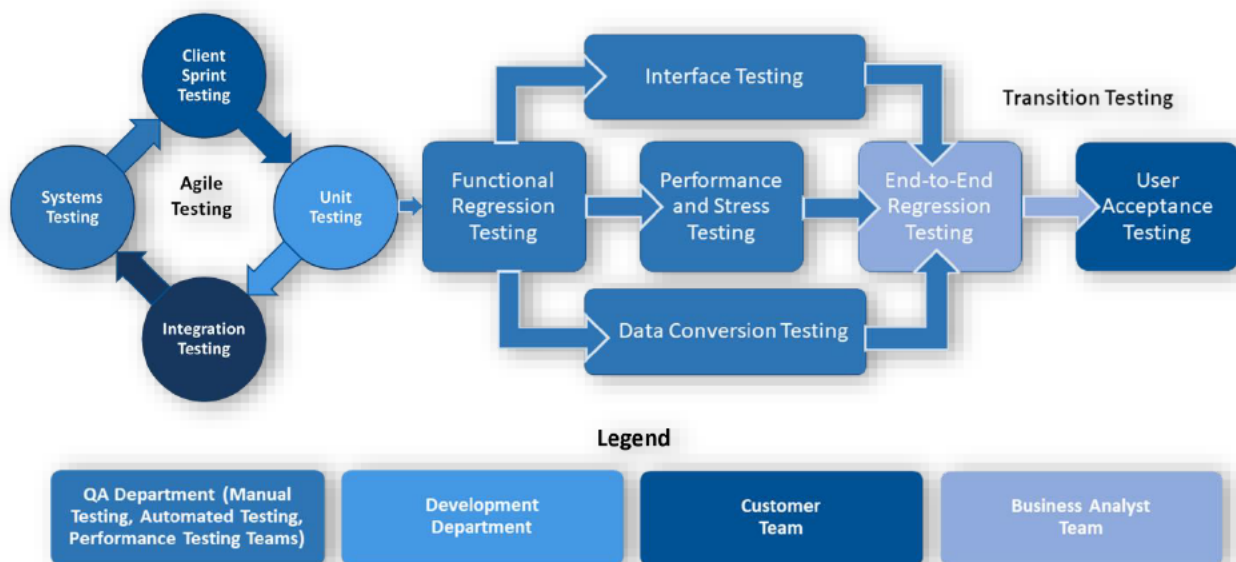 Client
Sprint
Testing
Systems
Testing
Agile
Testing
Unit
Testing
Integration
Testing
Interface Testing
Functional
Regression
Testing
Performance
and Stress
Testing
Data Conversion Testing
End-to-End
Regression
Testing
Transition Testing
User
Acceptance
Testing
Legend
QA Department (Manual
Testing, Automated Testing,
Performance Testing Teams)
Development
Department
Customer
Team
Business Analyst
Team